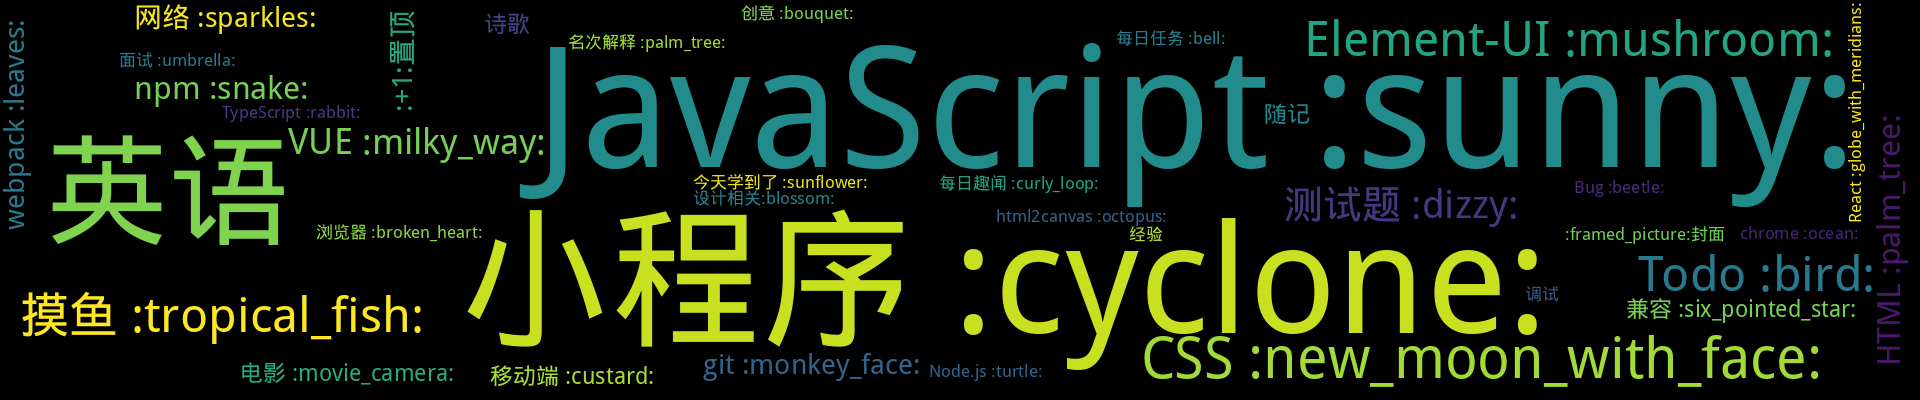 网络 :sparkles:
诗歌
创意 :bouquet:
:+1:置顶
名次解释 :palm_tree:
每日任务 :bell:
Element-UI :mushroom:
webpack :leaves:
面试 :umbrella:
npm :snake:
TypeScript :rabbit:
JavaScript :sunny:
随记
React :globe_with_meridians:
英语
VUE :milky_way:
今天学到了 :sunflower:
每日趣闻 :curly_loop:
设计相关:blossom:
测试题 :dizzy:
Bug :beetle:
HTML :palm_tree:
html2canvas :octopus:
浏览器 :broken_heart:
经验
:framed_picture:封面
chrome :ocean:
小程序 :cyclone:
Todo :bird:
调试
摸鱼 :tropical_fish:
兼容 :six_pointed_star:
电影 :movie_camera:
移动端 :custard:
git :monkey_face:
Node.js :turtle:
CSS :new_moon_with_face: